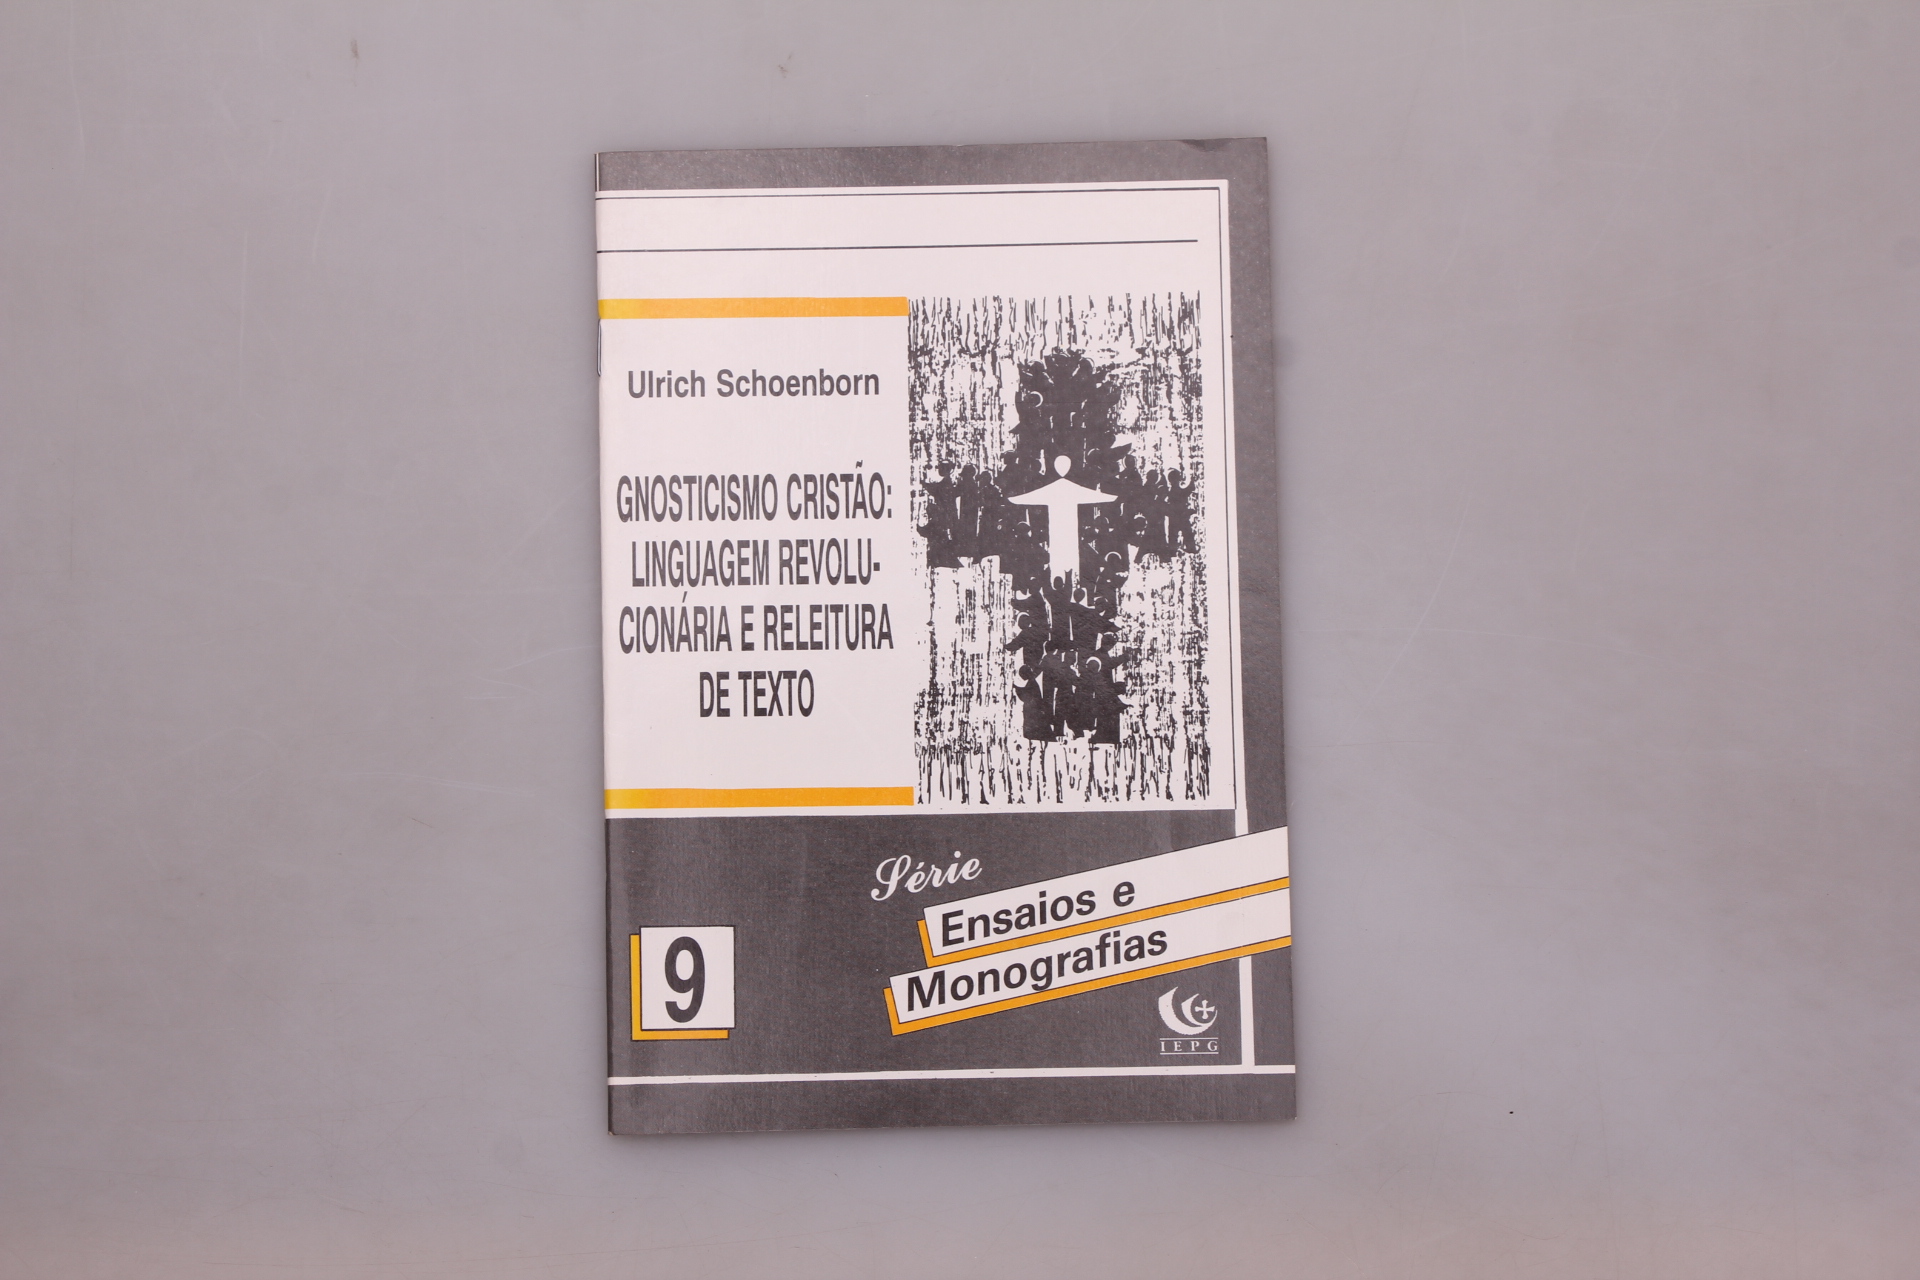 Ulrich Schoenborn
GNOSTICISMO CRISTÃO:
LINGUAGEM REVOLU-
CIONÁRIA E RELEITURA
DE TEXTO
Série
Ensaios e
Monografias
9
IEPG